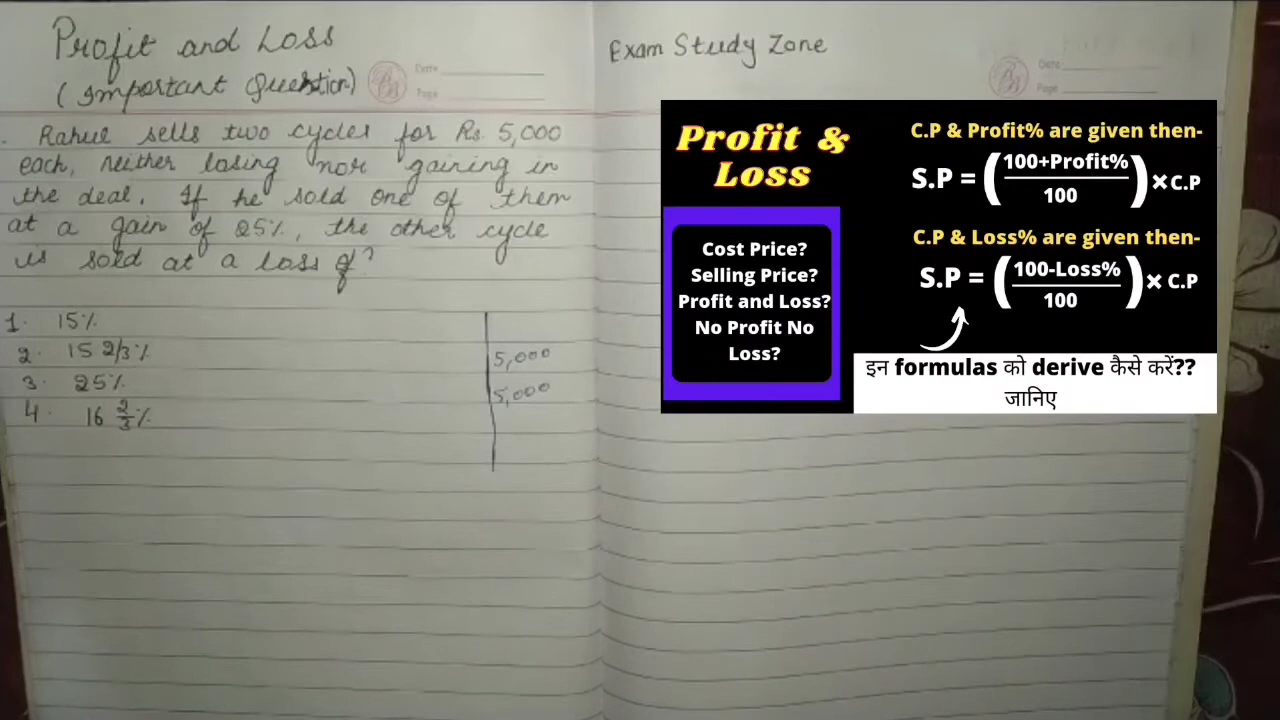 Profit and Loss
(Important Question)
Date
Page
Rahul sells two cycles for Rs. 5,000
each, neither losing nor gaining in
the deal. If he sold one of them
at a gain of 25%, the other cycle
is sold at a loss of?
1. 15%
2. 15 2/3%
3. 25%
4. 16 2/3%
5,000
5,000
Exam Study Zone
Date
Page
Profit &
Loss
Cost Price?
Selling Price?
Profit and Loss?
No Profit No
Loss?
C.P & Profit% are given then-
S.P = (100+Profit%/100) × C.P
C.P & Loss% are given then-
S.P = (100-Loss%/100) × C.P
इन formulas को derive कैसे करें??
जानिए